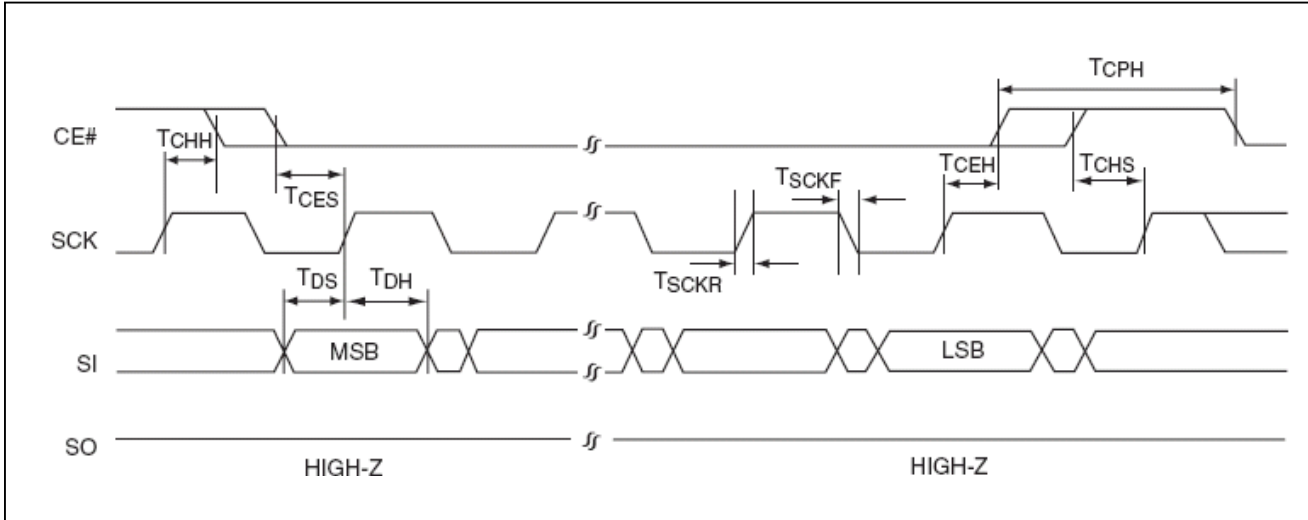 TCPH
CE#
TCHH
TCES
TSCKF
TCEH
TCHS
SCK
TSCKR
TDS
TDH
SI
MSB
LSB
SO
HIGH-Z
HIGH-Z